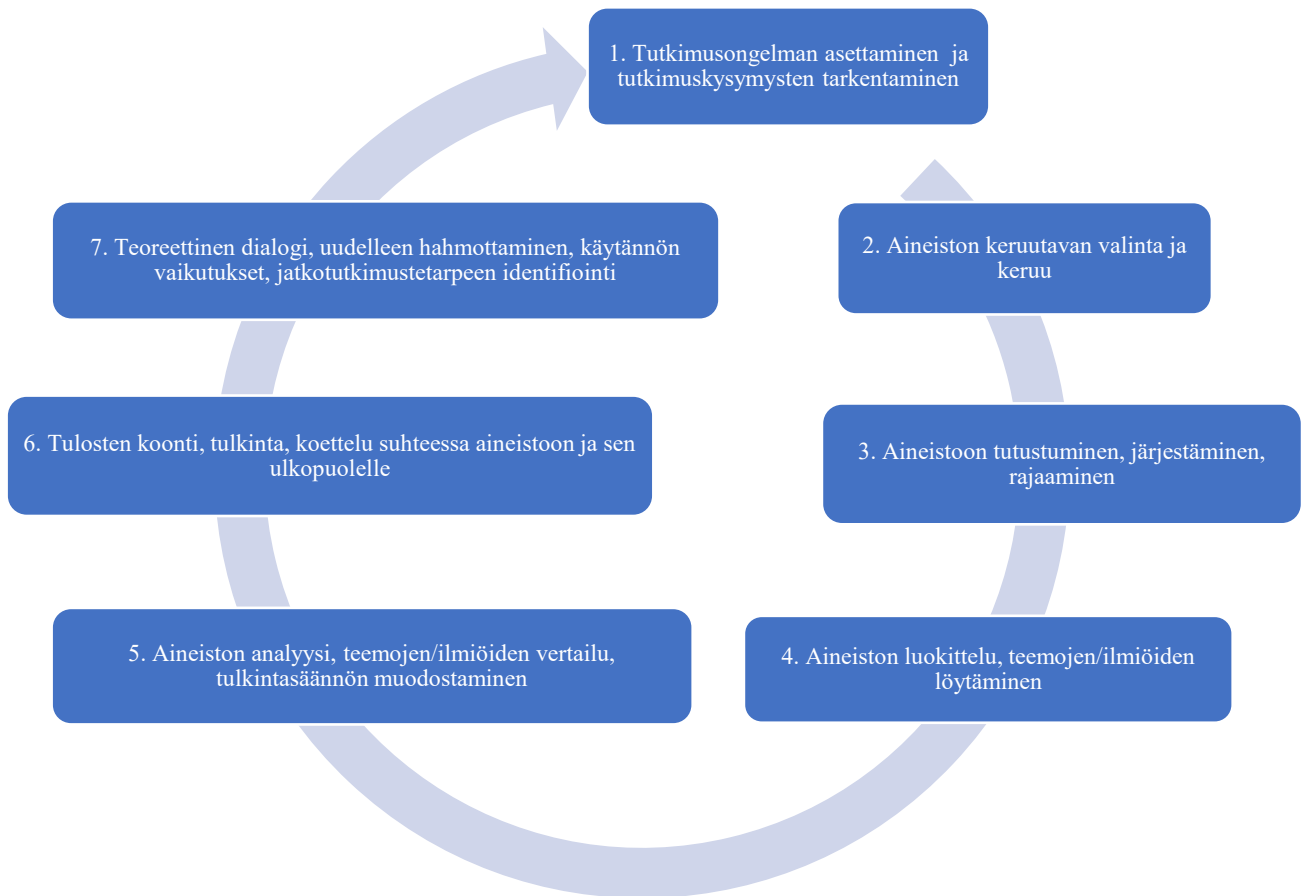 1. Tutkimusongelman asettaminen ja
tutkimuskysymysten tarkentaminen
2. Aineiston keruutavan valinta ja
keruu
3. Aineistoon tutustuminen, järjestäminen,
rajaaminen
4. Aineiston luokittelu, teemojen/ilmiöiden
löytäminen
5. Aineiston analyysi, teemojen/ilmiöiden vertailu,
tulkintasäännön muodostaminen
6. Tulosten koonti, tulkinta, koettelu suhteessa aineistoon ja sen
ulkopuolelle
7. Teoreettinen dialogi, uudelleen hahmottaminen, käytännön
vaikutukset, jatkotutkimustetarpeen identifiointi